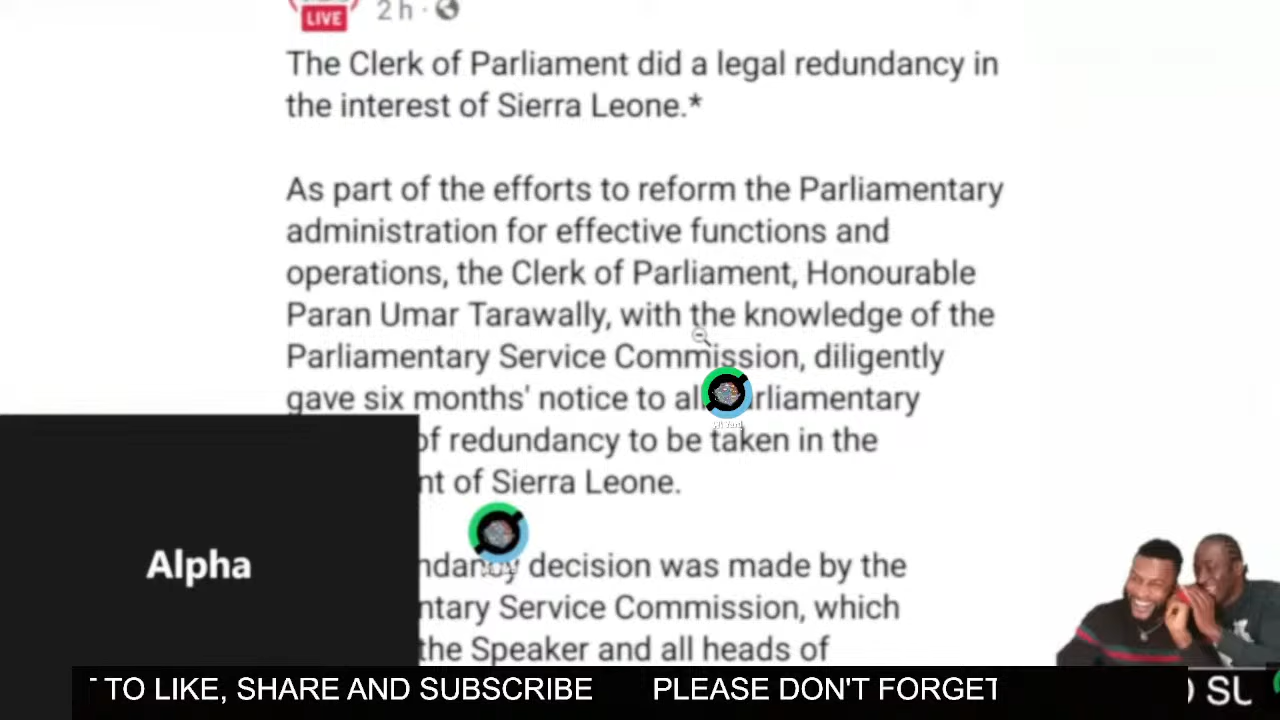 LIVE
2 h
The Clerk of Parliament did a legal redundancy in
the interest of Sierra Leone.*
As part of the efforts to reform the Parliamentary
administration for effective functions and
operations, the Clerk of Parliament, Honourable
Paran Umar Tarawally, with the knowledge of the
Parliamentary Service Commission, diligently
gave six months' notice to all arliamentary
of redundancy to be taken in the
nt of Sierra Leone.
ndancy decision was made by the
ntary Service Commission, which
the Speaker and all heads of
Alpha
TO LIKE, SHARE AND SUBSCRIBE PLEASE DON'T FORGET